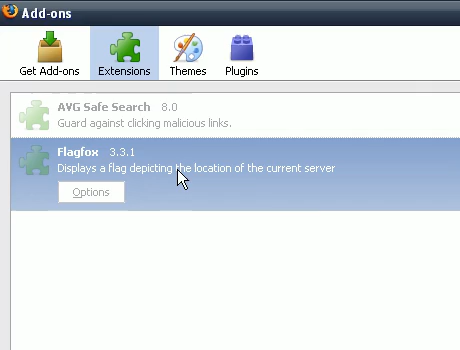 Add-ons
Get Add-ons Extensions Themes Plugins
AVG Safe Search 8.0
Guard against clicking malicious links.
Flagfox 3.3.1
Displays a flag depicting the location of the current server
Options